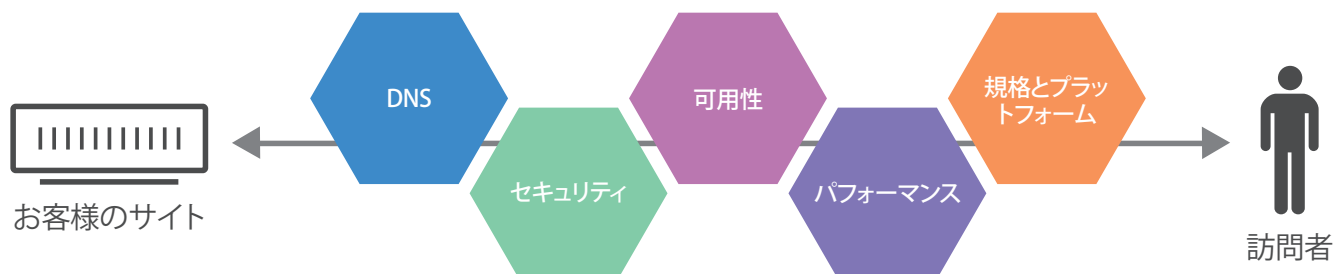 お客様のサイト
DNS
セキュリティ
可用性
パフォーマンス
規格とプラッ
トフォーム
訪問者